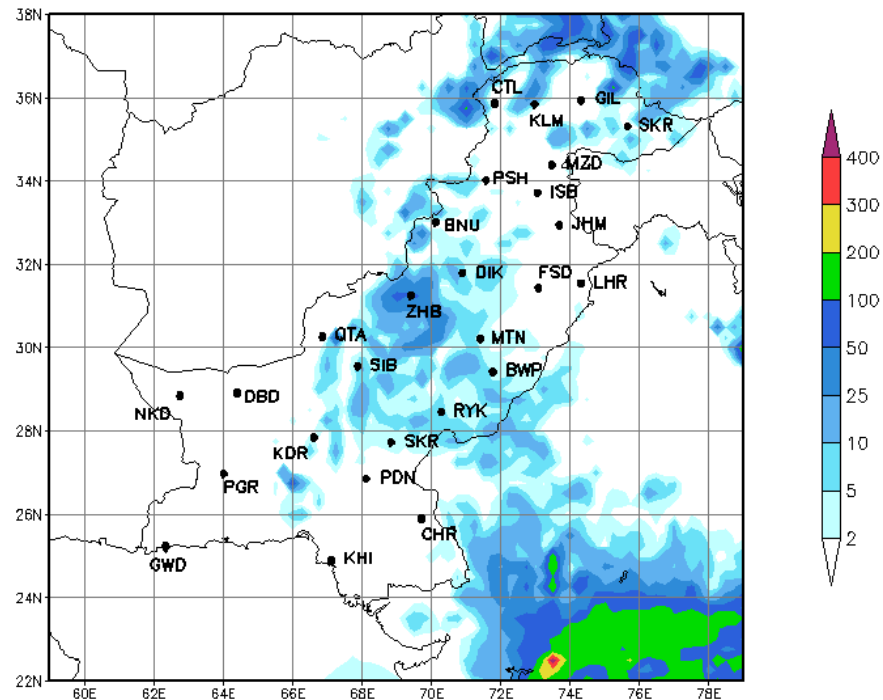 38N
36N
34N
32N
30N
28N
26N
24N
22N
60E 62E 64E 66E 68E 70E 72E 74E 76E 78E
CTL
KLM
GIL
SKR
MZD
PSH
ISB
BNU
JHM
DIK
FSD
LHR
ZHB
QTA
MTN
SIB
BWP
NKD
DBD
RYK
KDR
SKR
PGR
PDN
CHR
GWD
KHI
400
300
200
100
50
25
10
5
2